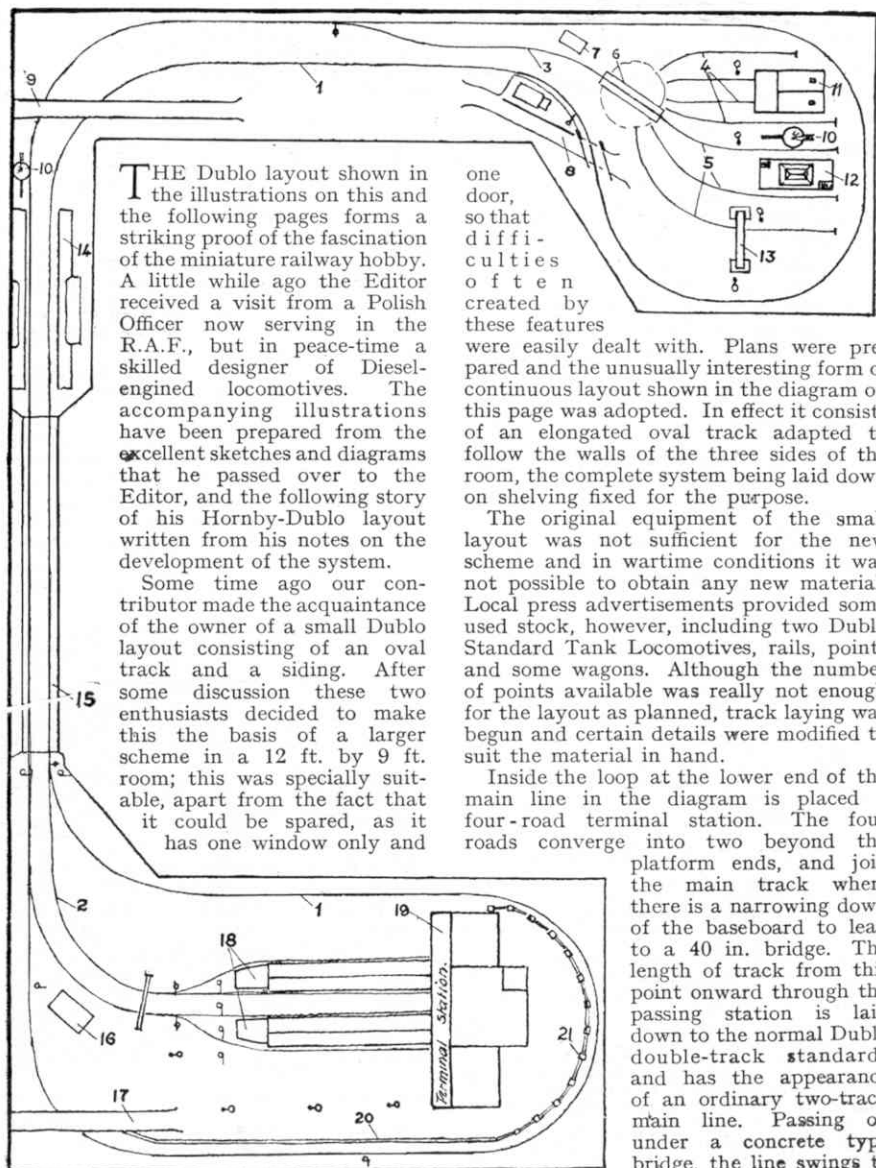 1
3
7
6
4
11
10
9
10
8
5
12
13
14
15
THE Dublo layout shown in
the illustrations on this and
the following pages forms a
striking proof of the fascination
of the miniature railway hobby.
A little while ago the Editor
received a visit from a Polish
Officer now serving in the
R.A.F., but in peace-time a
skilled designer of Diesel-
engined locomotives. The
accompanying illustrations
have been prepared from the
excellent sketches and diagrams
that he passed over to the
Editor, and the following story
of his Hornby-Dublo layout
written from his notes on the
development of the system.
Some time ago our con-
tributor made the acquaintance
of the owner of a small Dublo
layout consisting of an oval
track and a siding. After
some discussion these two
enthusiasts decided to make
this the basis of a larger
scheme in a 12 ft. by 9 ft.
room; this was specially suit-
able, apart from the fact that
it could be spared, as it
has one window only and
one
door,
so that
diffi-
culties
often
created by
these features
were easily dealt with. Plans were pre
pared and the unusually interesting form o
continuous layout shown in the diagram o
this page was adopted. In effect it consist
of an elongated oval track adapted t
follow the walls of the three sides of th
room, the complete system being laid dow
on shelving fixed for the purpose.
The original equipment of the smal
layout was not sufficient for the new
scheme and in wartime conditions it wa
not possible to obtain any new material
Local press advertisements provided som
used stock, however, including two Dubl
Standard Tank Locomotives, rails, point
and some wagons. Although the numbe
of points available was really not enoug
for the layout as planned, track laying wa
begun and certain details were modified t
suit the material in hand.
Inside the loop at the lower end of th
main line in the diagram is placed
four-road terminal station. The fou
roads converge into two beyond th
platform ends, and joi
the main track wher
there is a narrowing dow
of the baseboard to lea
to a 40 in. bridge. Th
length of track from thi
point onward through th
passing station is lai
down to the normal Dubl
double-track standard
and has the appearanc
of an ordinary two-trac
main line. Passing o
under a concrete typ
bridge, the line swings t
2
1
19
18
16
Terminal Station.
21
17
20